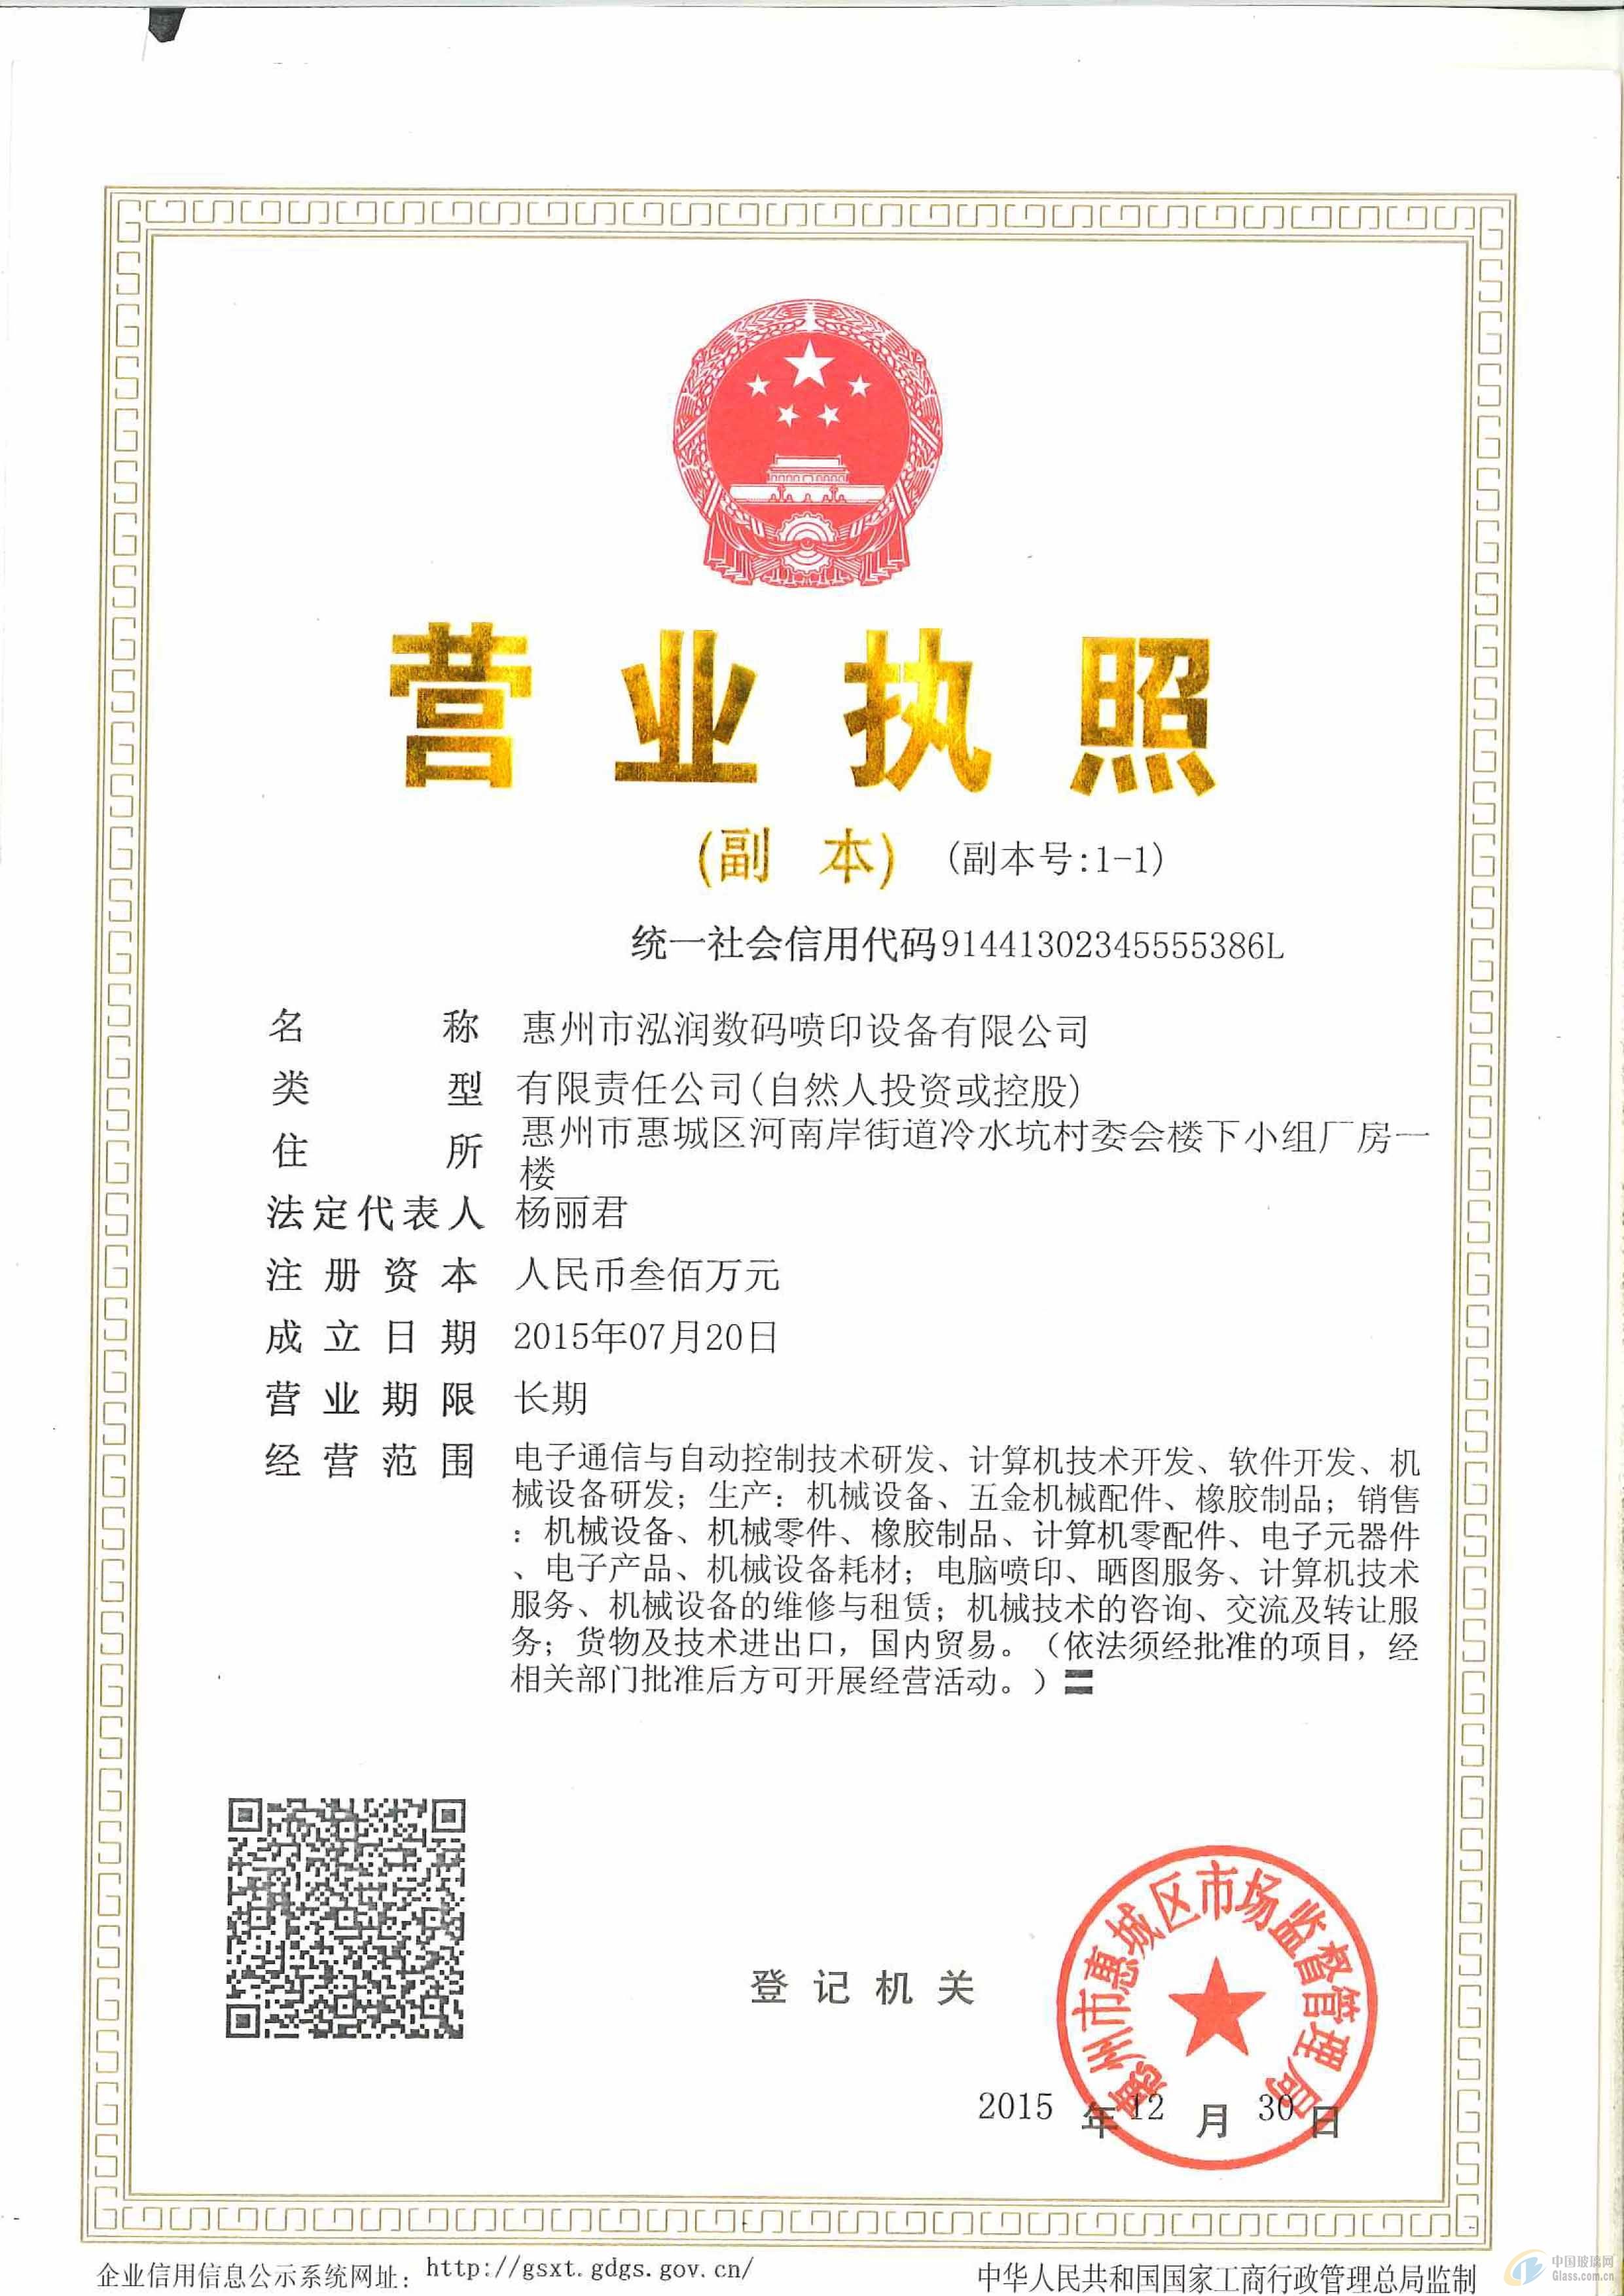 营业执照
(副 本) (副本号:1-1)
统一社会信用代码91441302345555386L
名称 惠州市泓润数码喷印设备有限公司
类型 有限责任公司(自然人投资或控股)
住所 惠州市惠城区河南岸街道冷水坑村委会楼下小组厂房一
楼
法定代表人 杨丽君
注册资本 人民币叁佰万元
成立日期 2015年07月20日
营业期限 长期
经营范围 电子通信与自动控制技术研发、计算机技术开发、软件开发、机
械设备研发；生产：机械设备、五金机械配件、橡胶制品；销售
：机械设备、机械零件、橡胶制品、计算机零配件、电子元器件
、电子产品、机械设备耗材；电脑喷印、晒图服务、计算机技术
服务、机械设备的维修与租赁；机械技术的咨询、交流及转让服
务；货物及技术进出口，国内贸易。（依法须经批准的项目，经
相关部门批准后方可开展经营活动。）
登记机关
惠州市惠城区市场监督管理局
2015年12月30日
企业信用信息公示系统网址：http://gsxt.gdgs.gov.cn/
中华人民共和国国家工商行政管理总局监制
中国玻璃网
Glass.com.cn